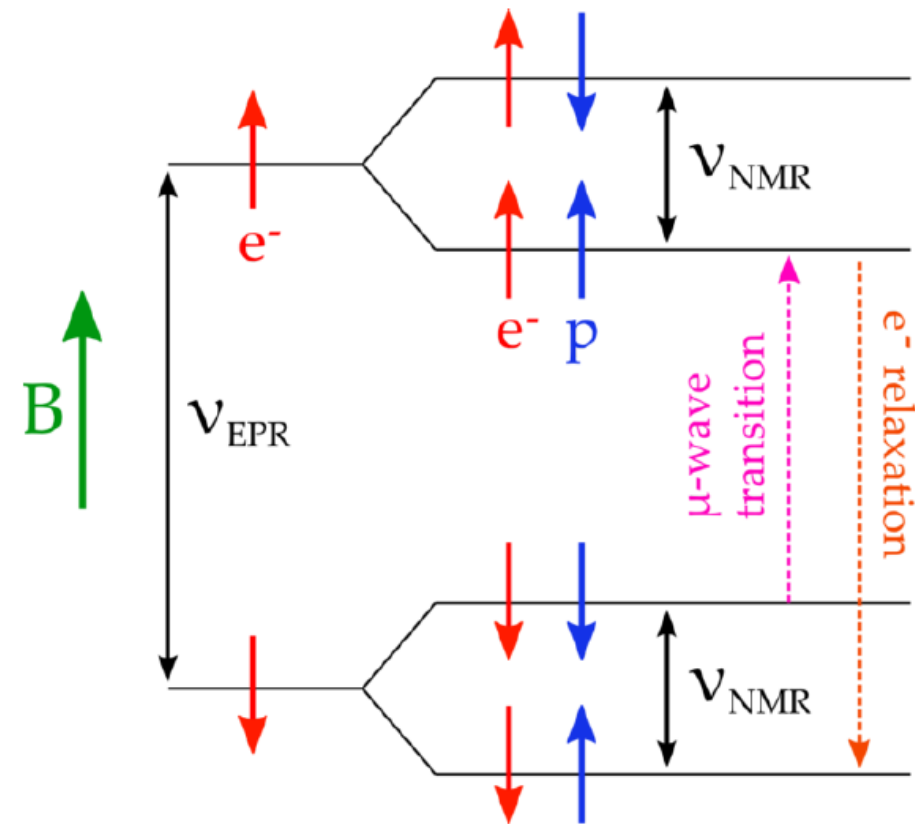 e⁻
ν_NMR
e⁻ p
B
ν_EPR
μ-wave
transition
e⁻ relaxation
ν_NMR